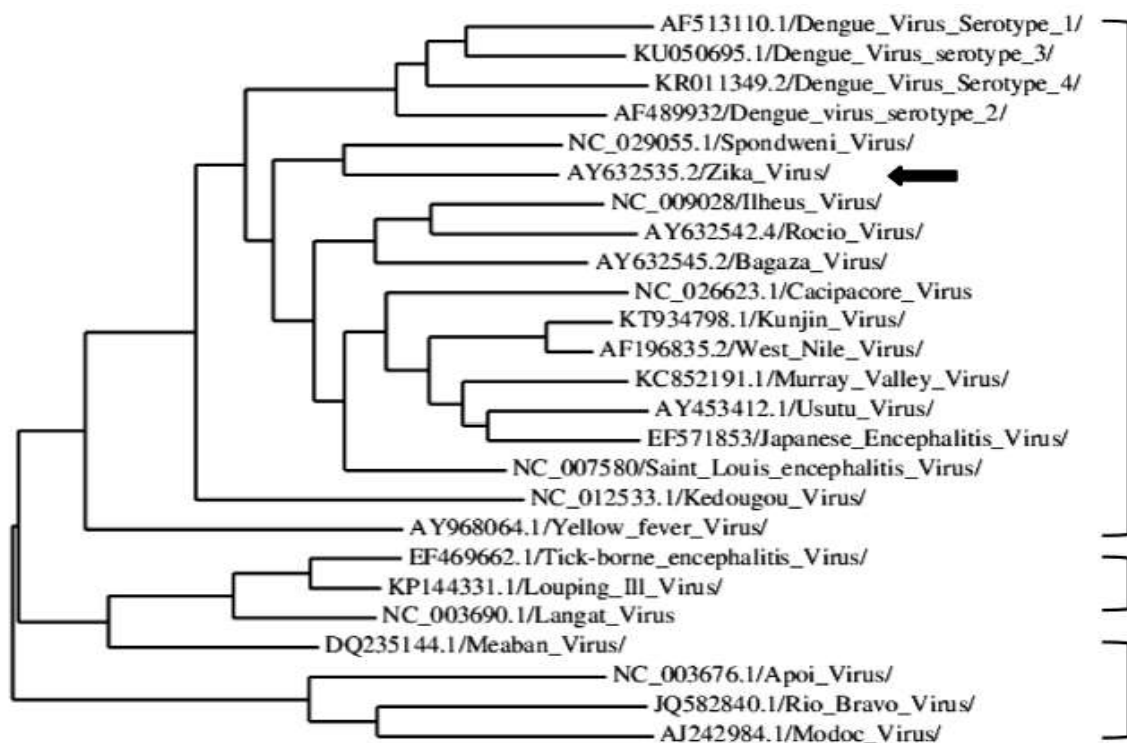 AF513110.1/Dengue_Virus_Serotype_1/
KU050695.1/Dengue_Virus_serotype_3/
KR011349.2/Dengue_Virus_Serotype_4/
AF489932/Dengue_virus_serotype_2/
NC_029055.1/Spondweni_Virus/
AY632535.2/Zika_Virus/
NC_009028/Ilheus_Virus/
AY632542.4/Rocio_Virus/
AY632545.2/Bagaza_Virus/
NC_026623.1/Cacipacore_Virus
KT934798.1/Kunjin_Virus/
AF196835.2/West_Nile_Virus/
KC852191.1/Murray_Valley_Virus/
AY453412.1/Usutu_Virus/
EF571853/Japanese_Encephalitis_Virus/
NC_007580/Saint_Louis_encephalitis_Virus/
NC_012533.1/Kedougou_Virus/
AY968064.1/Yellow_fever_Virus/
EF469662.1/Tick-borne_encephalitis_Virus/
KP144331.1/Louping_Ill_Virus/
NC_003690.1/Langat_Virus
DQ235144.1/Meaban_Virus/
NC_003676.1/Apoi_Virus/
JQ582840.1/Rio_Bravo_Virus/
AJ242984.1/Modoc_Virus/